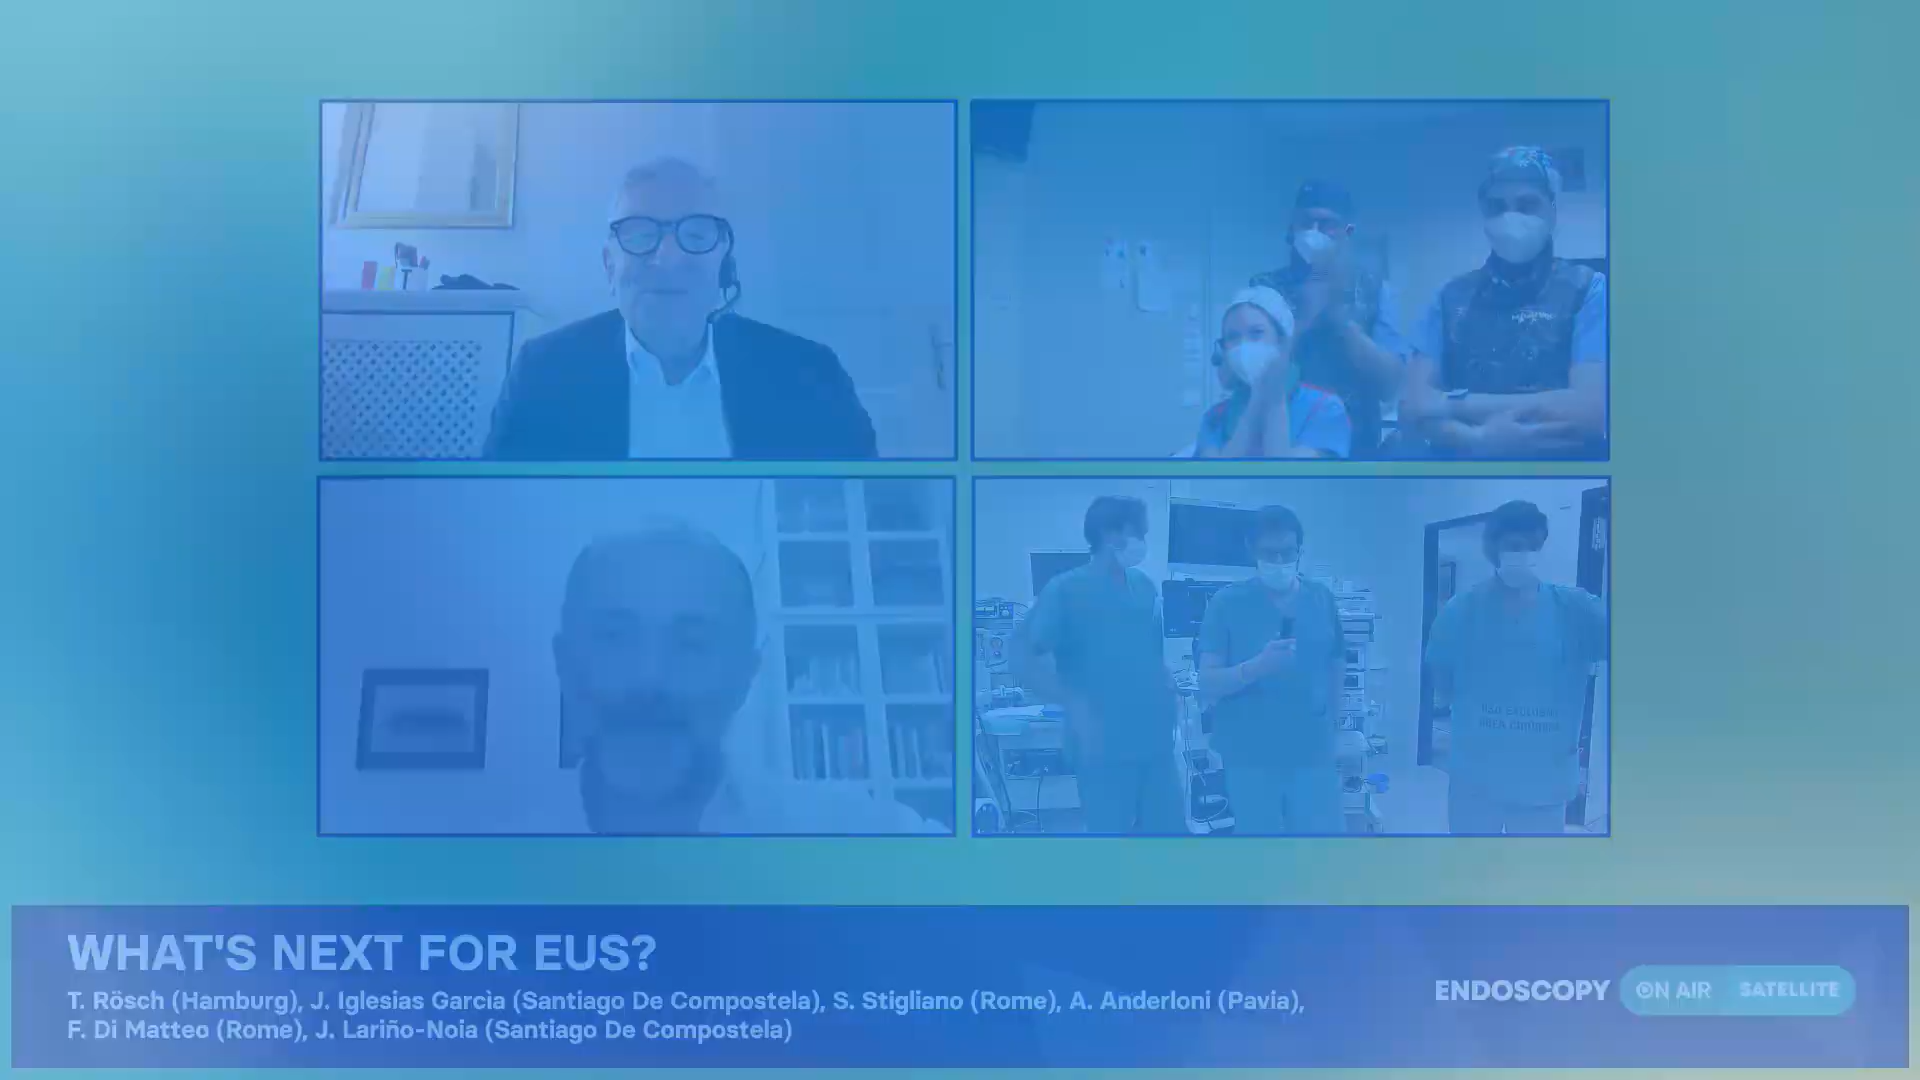 WHAT'S NEXT FOR EUS?
T. Rösch (Hamburg), J. Iglesias Garcìa (Santiago De Compostela), S. Stigliano (Rome), A. Anderloni (Pavia),
F. Di Matteo (Rome), J. Lariño-Noia (Santiago De Compostela)
ENDOSCOPY ON AIR SATELLITE